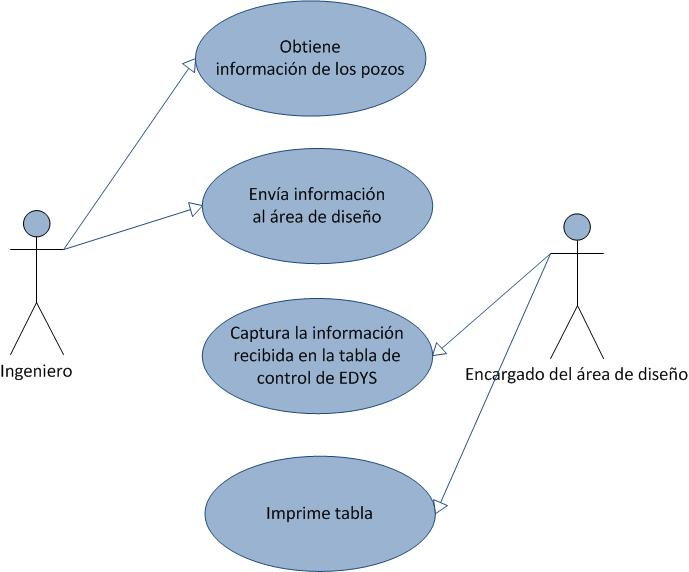 Obtiene
información de los pozos
Envía información
al área de diseño
Captura la información
recibida en la tabla de
control de EDYS
Ingeniero
Encargado del área de diseño
Imprime tabla